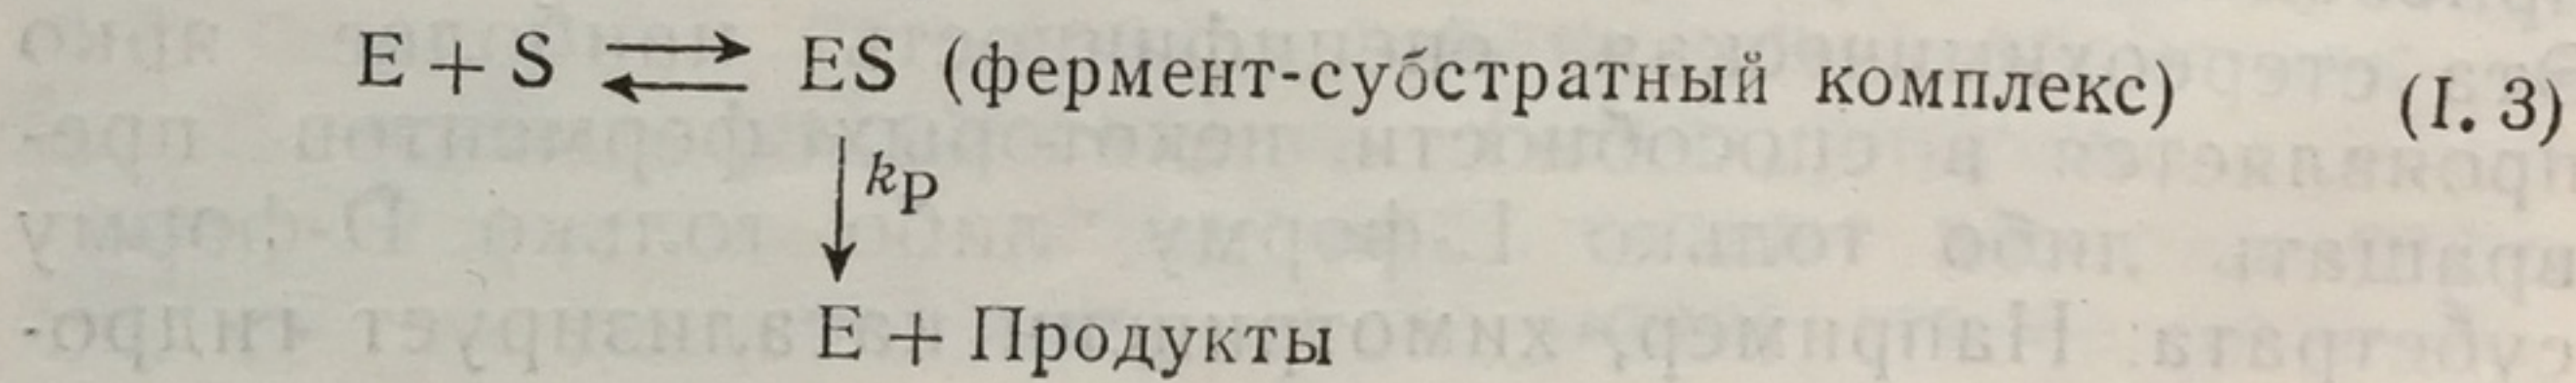 E + S ⇄ ES (фермент-субстратный комплекс) (I. 3)
↓ kP
E + Продукты